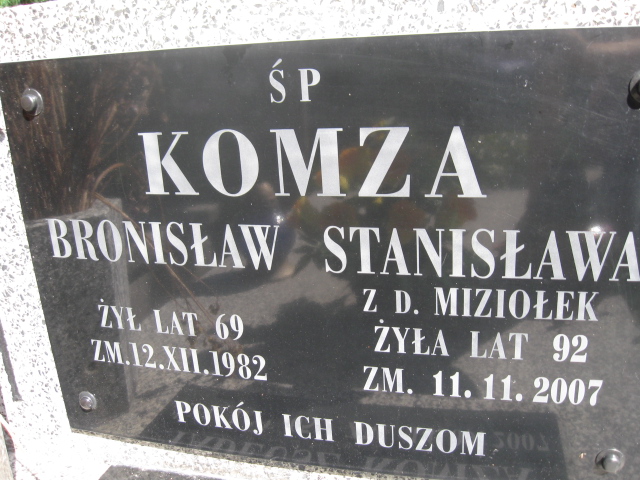 ŚP
KOMZA
BRONISŁAW STANISŁAWA
Z D. MIZIOŁEK
ŻYŁ LAT 69
ŻYŁA LAT 92
ZM. 12.XII.1982
ZM. 11.11.2007
POKÓJ ICH DUSZOM